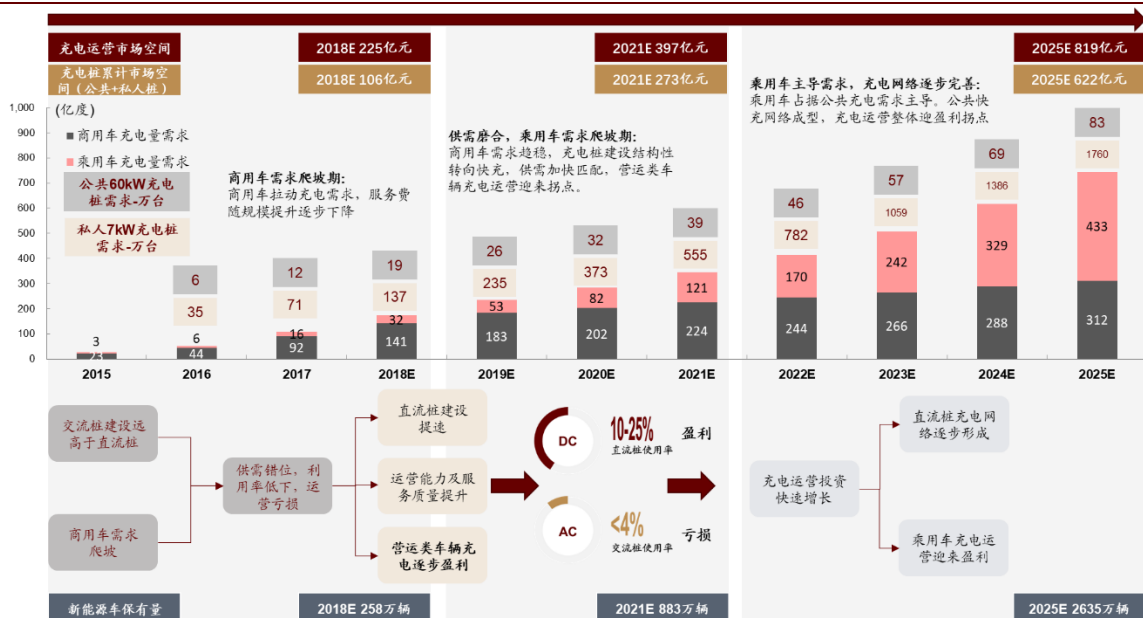 充电运营市场空间
2018E 225亿元
2021E 397亿元
2025E 819亿元
充电桩累计市场空
间（公共+私人桩）
2018E 106亿元
2021E 273亿元
2025E 622亿元
(亿度)
商用车充电量需求
乘用车充电量需求
公共60kW充电
桩需求-万台
私人7kW充电桩
需求-万台
商用车需求爬坡期:
商用车拉动充电需求，服务费
随规模提升逐步下降
供需磨合，乘用车需求爬坡期:
商用车需求趋稳，充电桩建设结构性
转向快充，供需加快匹配，营运类车
辆充电运营迎来拐点。
乘用车主导需求，充电网络逐步完善:
乘用车占据公共充电需求主导。公共快
充网络成型，充电运营整体迎盈利拐点
1,000
900
800
700
600
500
400
300
200
100
0
6 12 19 26 32 39 46 57 69 83
35 71 137 235 373 555 782 1059 1386 1760
3 6 16 32 53 82 121 170 242 329 433
23 44 92 141 183 202 224 244 266 288 312
2015 2016 2017 2018E 2019E 2020E 2021E 2022E 2023E 2024E 2025E
交流桩建设远
高于直流桩
商用车需求
爬坡
供需错位，利
用率低下，运
营亏损
直流桩建设
提速
运营能力及服
务质量提升
营运类车辆充
电逐步盈利
DC
10-25%
直流桩使用率
盈利
AC
<4%
交流桩使用率
亏损
充电运营投资
快速增长
直流桩充电网
络逐步形成
乘用车充电运
营迎来盈利
新能源车保有量
2018E 258万辆
2021E 883万辆
2025E 2635万辆